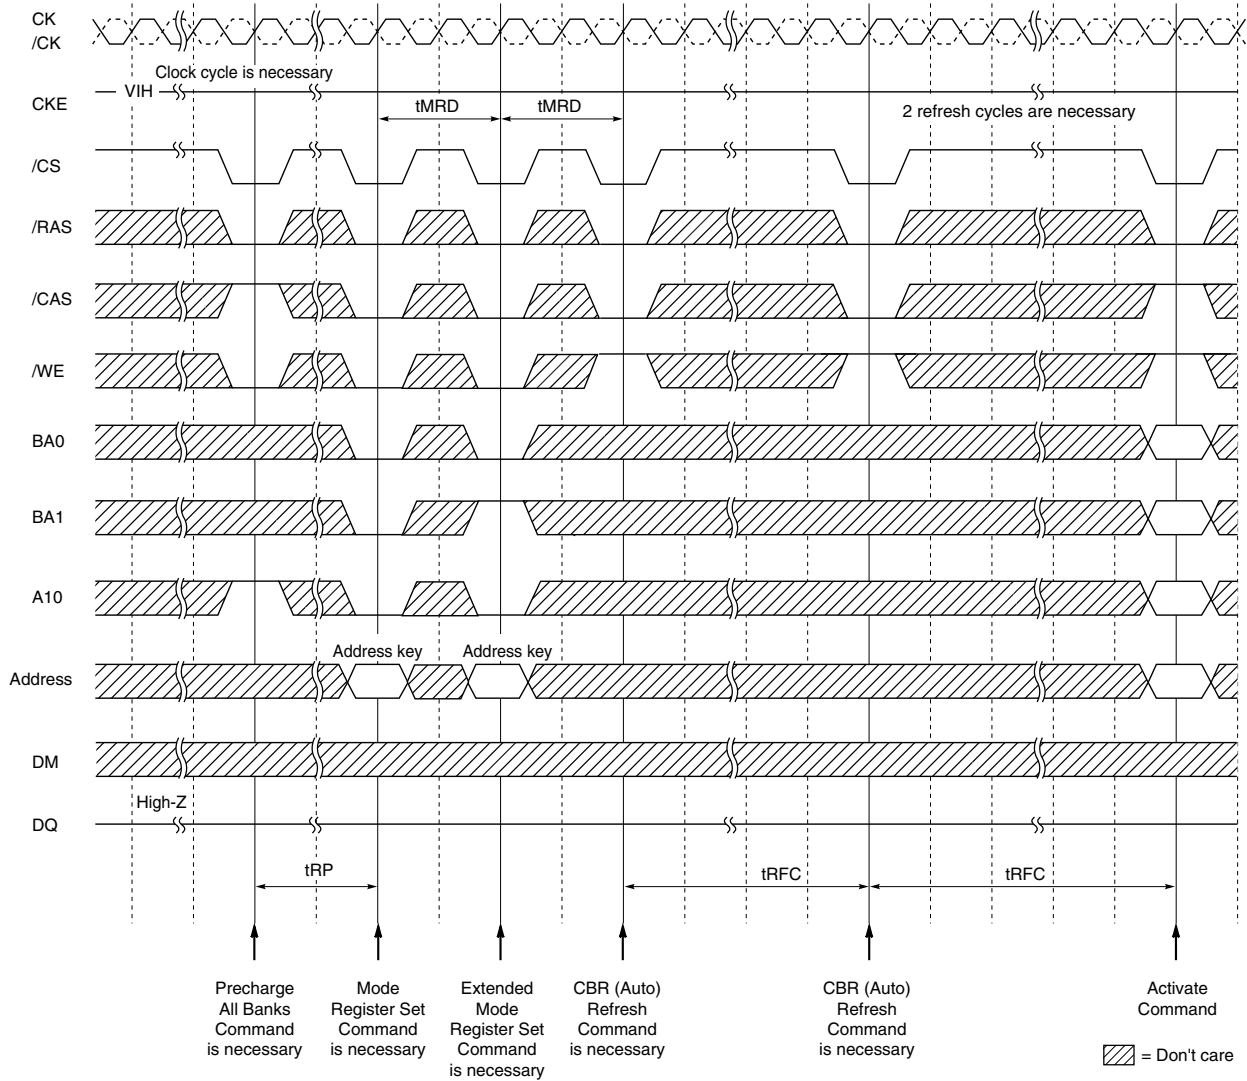 CK
/CK
Clock cycle is necessary
VIH
CKE
tMRD
tMRD
2 refresh cycles are necessary
/CS
/RAS
/CAS
/WE
BA0
BA1
A10
Address key
Address key
Address
DM
High-Z
DQ
tRP
tRFC
tRFC
Precharge
All Banks
Command
is necessary
Mode
Register Set
Command
is necessary
Extended
Mode
Register Set
Command
is necessary
CBR (Auto)
Refresh
Command
is necessary
CBR (Auto)
Refresh
Command
is necessary
Activate
Command
= Don't care